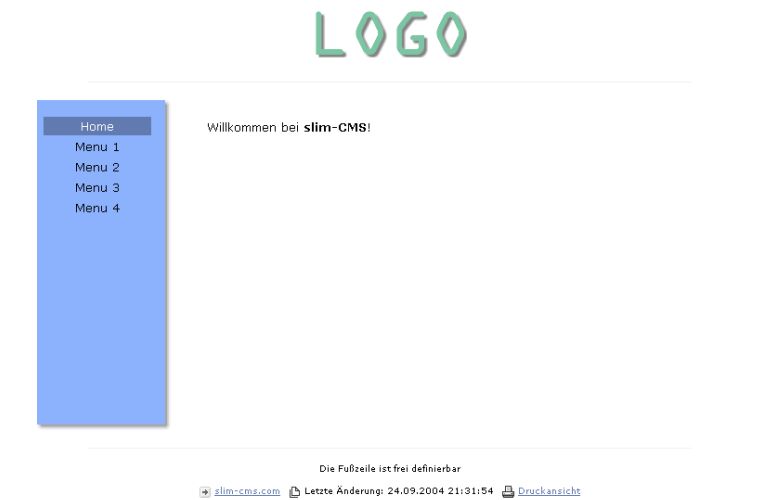 LOGO
Home
Menu 1
Menu 2
Menu 3
Menu 4
Willkommen bei slim-CMS!
Die Fußzeile ist frei definierbar
slim-cms.com Letzte Änderung: 24.09.2004 21:31:54 Druckansicht